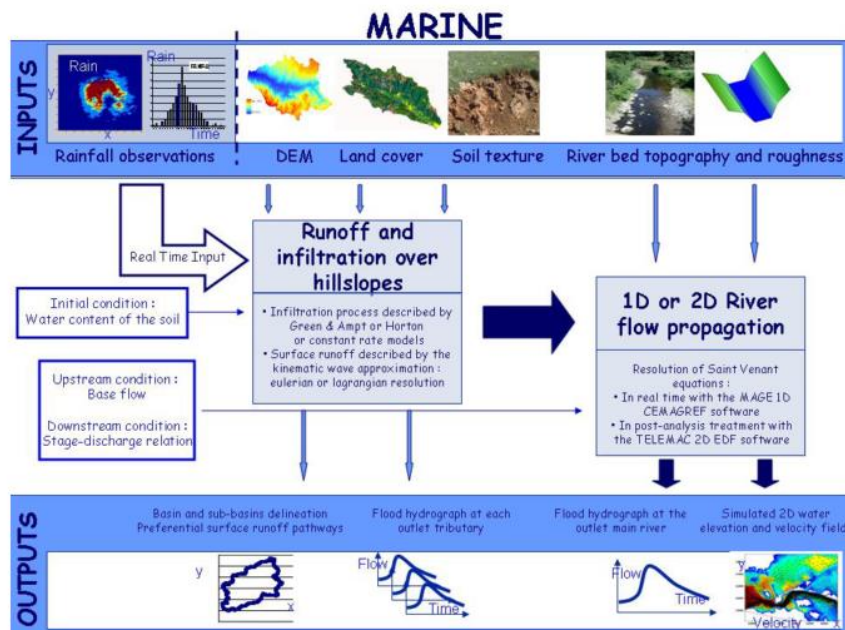 MARINE
INPUTS
Rain
y
x
Rain
Time
Rainfall observations
DEM
Land cover
Soil texture
River bed topography and roughness
Real Time Input
Runoff and
infiltration over
hillslopes
• Infiltration process described by
Green & Ampt or Horton
or constant rate models
• Surface runoff described by the
kinematic wave approximation :
eulerian or lagrangian resolution
Initial condition :
Water content of the soil
Upstream condition :
Base flow
Downstream condition :
Stage-discharge relation
1D or 2D River
flow propagation
Resolution of Saint Venant
equations :
• In real time with the MAGE 1D
CEMAGREF software
• In post-analysis treatment with
the TELEMAC 2D EDF software
OUTPUTS
Basin and sub-basins delineation
Preferential surface runoff pathways
Flood hydrograph at each
outlet tributary
Flood hydrograph at the
outlet main river
Simulated 2D water
elevation and velocity field
y
x
Flow
Time
Flow
Time
y
Velocity
x